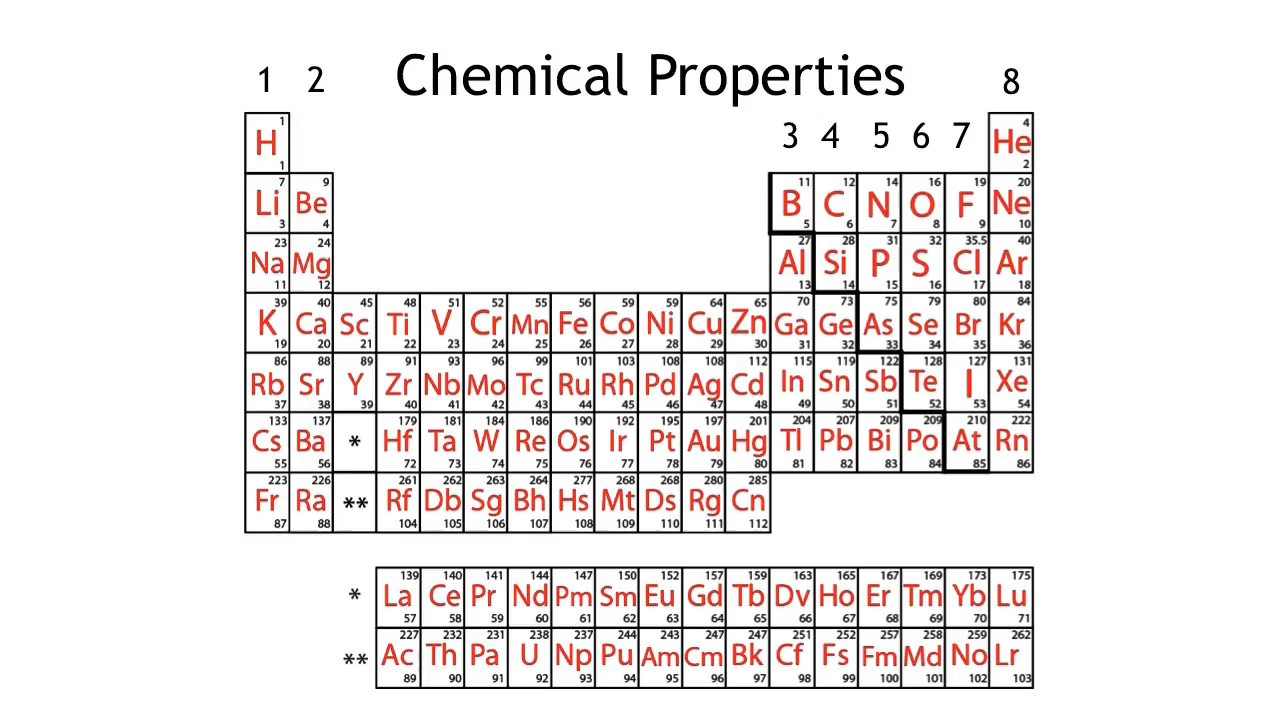 1 2 Chemical Properties 8
3 4 5 6 7
1 4
H He
1 2
7 9 11 12 14 16 19 20
Li Be B C N O F Ne
3 4 5 6 7 8 9 10
23 24 27 28 31 32 35.5 40
Na Mg Al Si P S Cl Ar
11 12 13 14 15 16 17 18
39 40 45 48 51 52 55 56 59 59 64 65 70 73 75 79 80 84
K Ca Sc Ti V Cr Mn Fe Co Ni Cu Zn Ga Ge As Se Br Kr
19 20 21 22 23 24 25 26 27 28 29 30 31 32 33 34 35 36
86 88 89 91 93 96 99 101 103 108 108 112 115 119 122 128 127 131
Rb Sr Y Zr Nb Mo Tc Ru Rh Pd Ag Cd In Sn Sb Te I Xe
37 38 39 40 41 42 43 44 45 46 47 48 49 50 51 52 53 54
133 137 179 181 184 186 190 192 195 197 201 204 207 209 209 210 222
Cs Ba * Hf Ta W Re Os Ir Pt Au Hg Tl Pb Bi Po At Rn
55 56 72 73 74 75 76 77 78 79 80 81 82 83 84 85 86
223 226 261 262 263 264 277 268 268 280 285
Fr Ra ** Rf Db Sg Bh Hs Mt Ds Rg Cn
87 88 104 105 106 107 108 109 110 111 112
139 140 141 144 147 150 152 157 159 163 165 167 169 173 175
* La Ce Pr Nd Pm Sm Eu Gd Tb Dv Ho Er Tm Yb Lu
57 58 59 60 61 62 63 64 65 66 67 68 69 70 71
227 232 231 238 237 244 243 247 247 251 252 257 258 259 262
** Ac Th Pa U Np Pu Am Cm Bk Cf Fs Fm Md No Lr
89 90 91 92 93 94 95 96 97 98 99 100 101 102 103